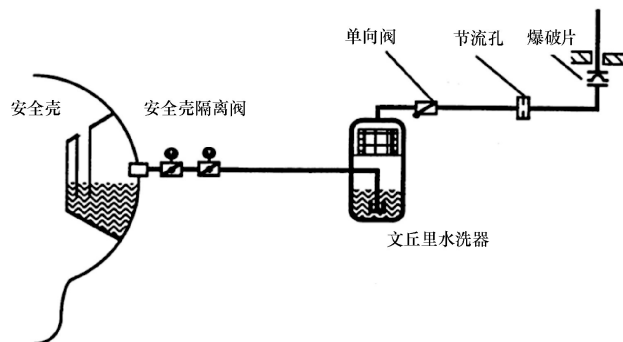 单向阀
节流孔
爆破片
安全壳
安全壳隔离阀
文丘里水洗器